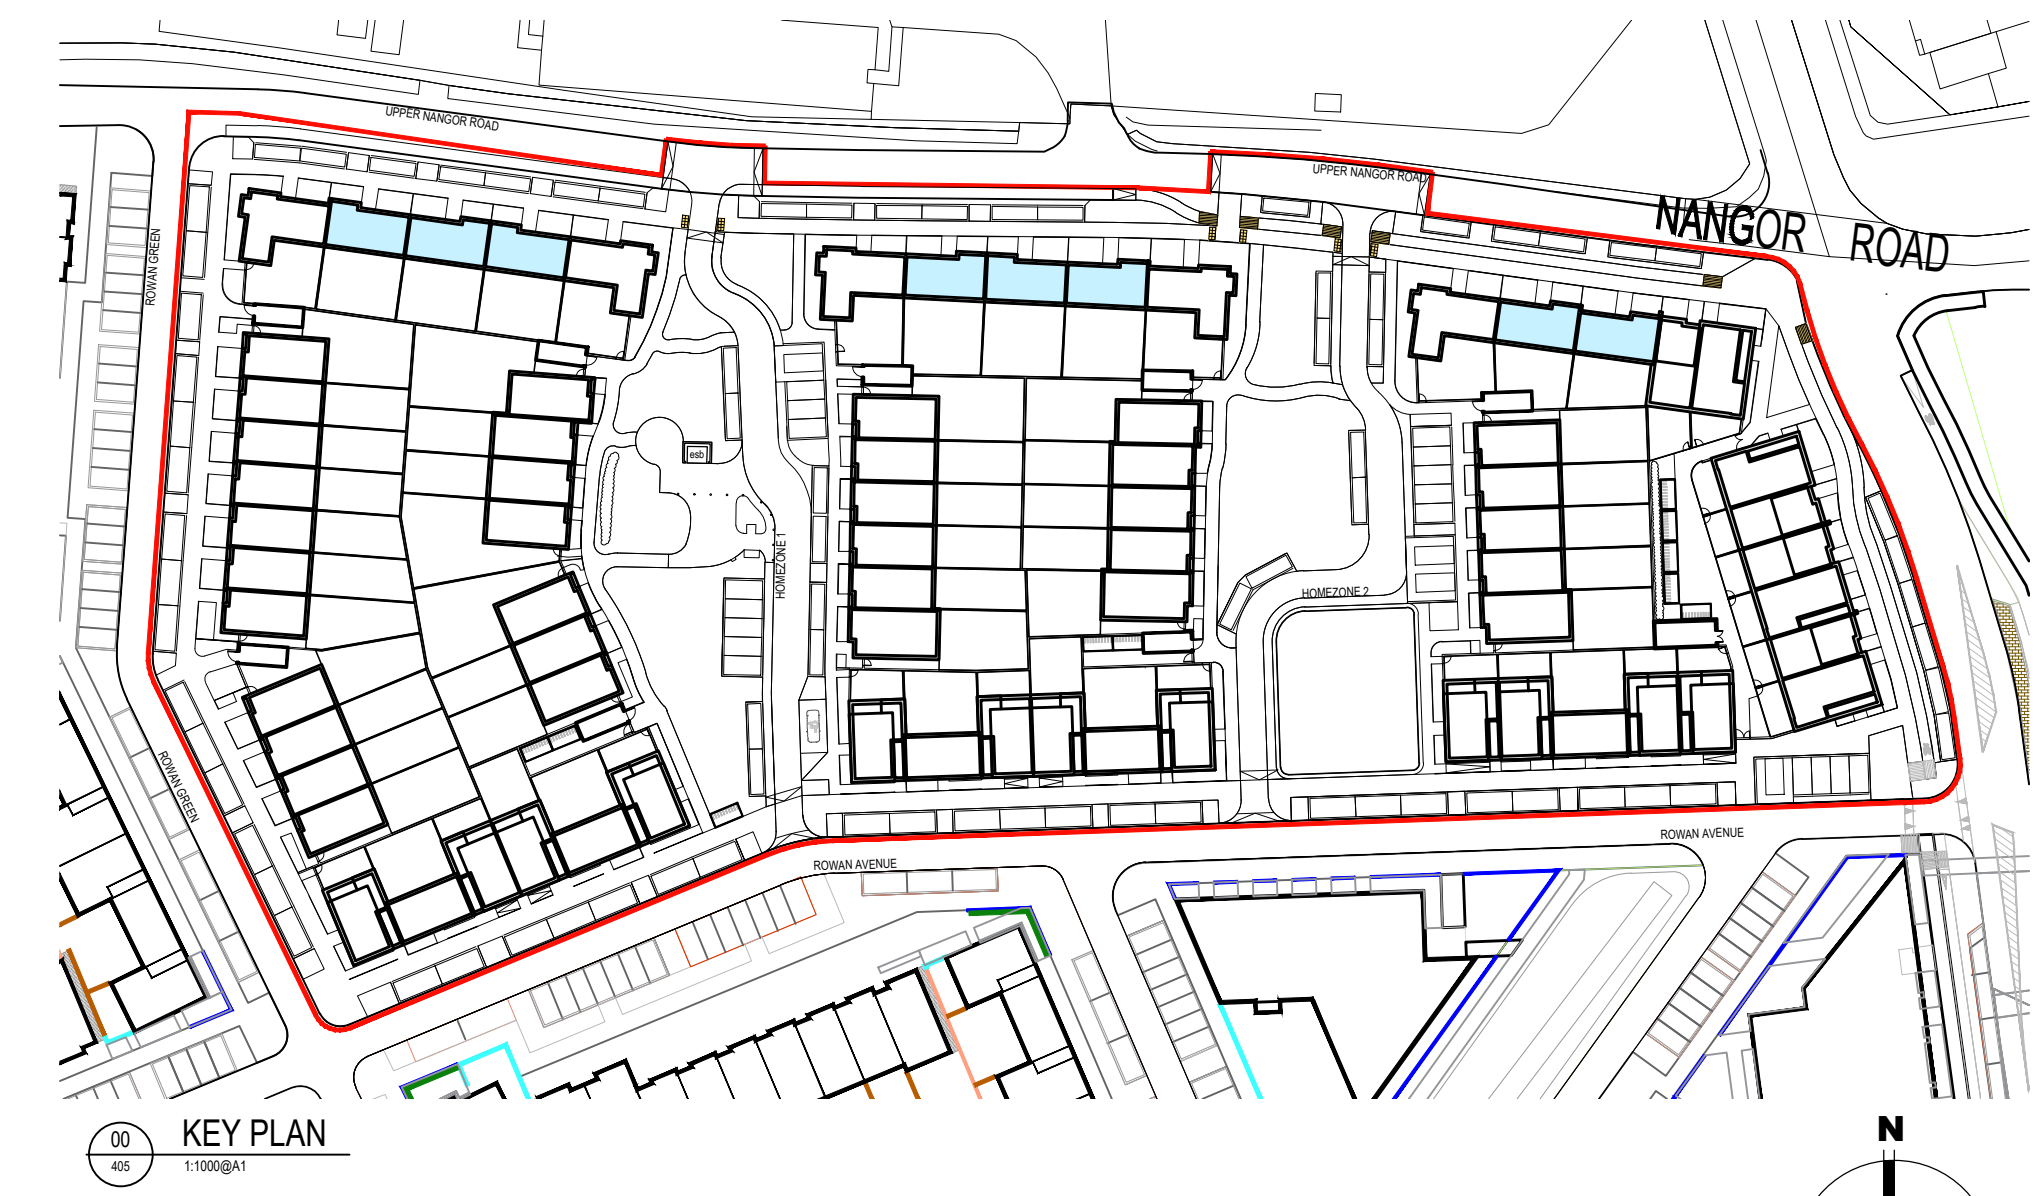 UPPER NANGOR ROAD
UPPER NANGOR ROAD
NANGOR ROAD
ROWAN GREEN
esb
HOMEZONE 1
HOMEZONE 2
ROWAN GREEN
ROWAN AVENUE
ROWAN AVENUE
00
405
KEY PLAN
1:1000@A1
N